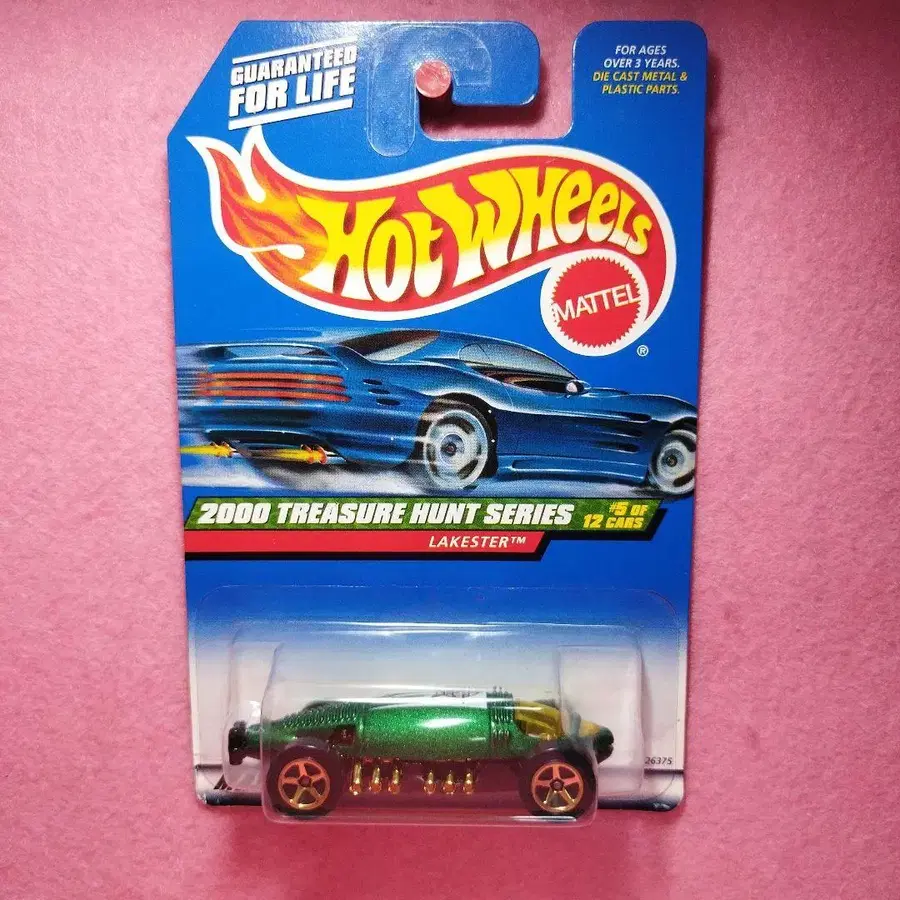 GUARANTEED
FOR LIFE
FOR AGES
OVER 3 YEARS.
DIE CAST METAL &
PLASTIC PARTS.
HOT WHEELS
MATTEL
®
2000 TREASURE HUNT SERIES
#5 OF
12 CARS
LAKESTER™
26375